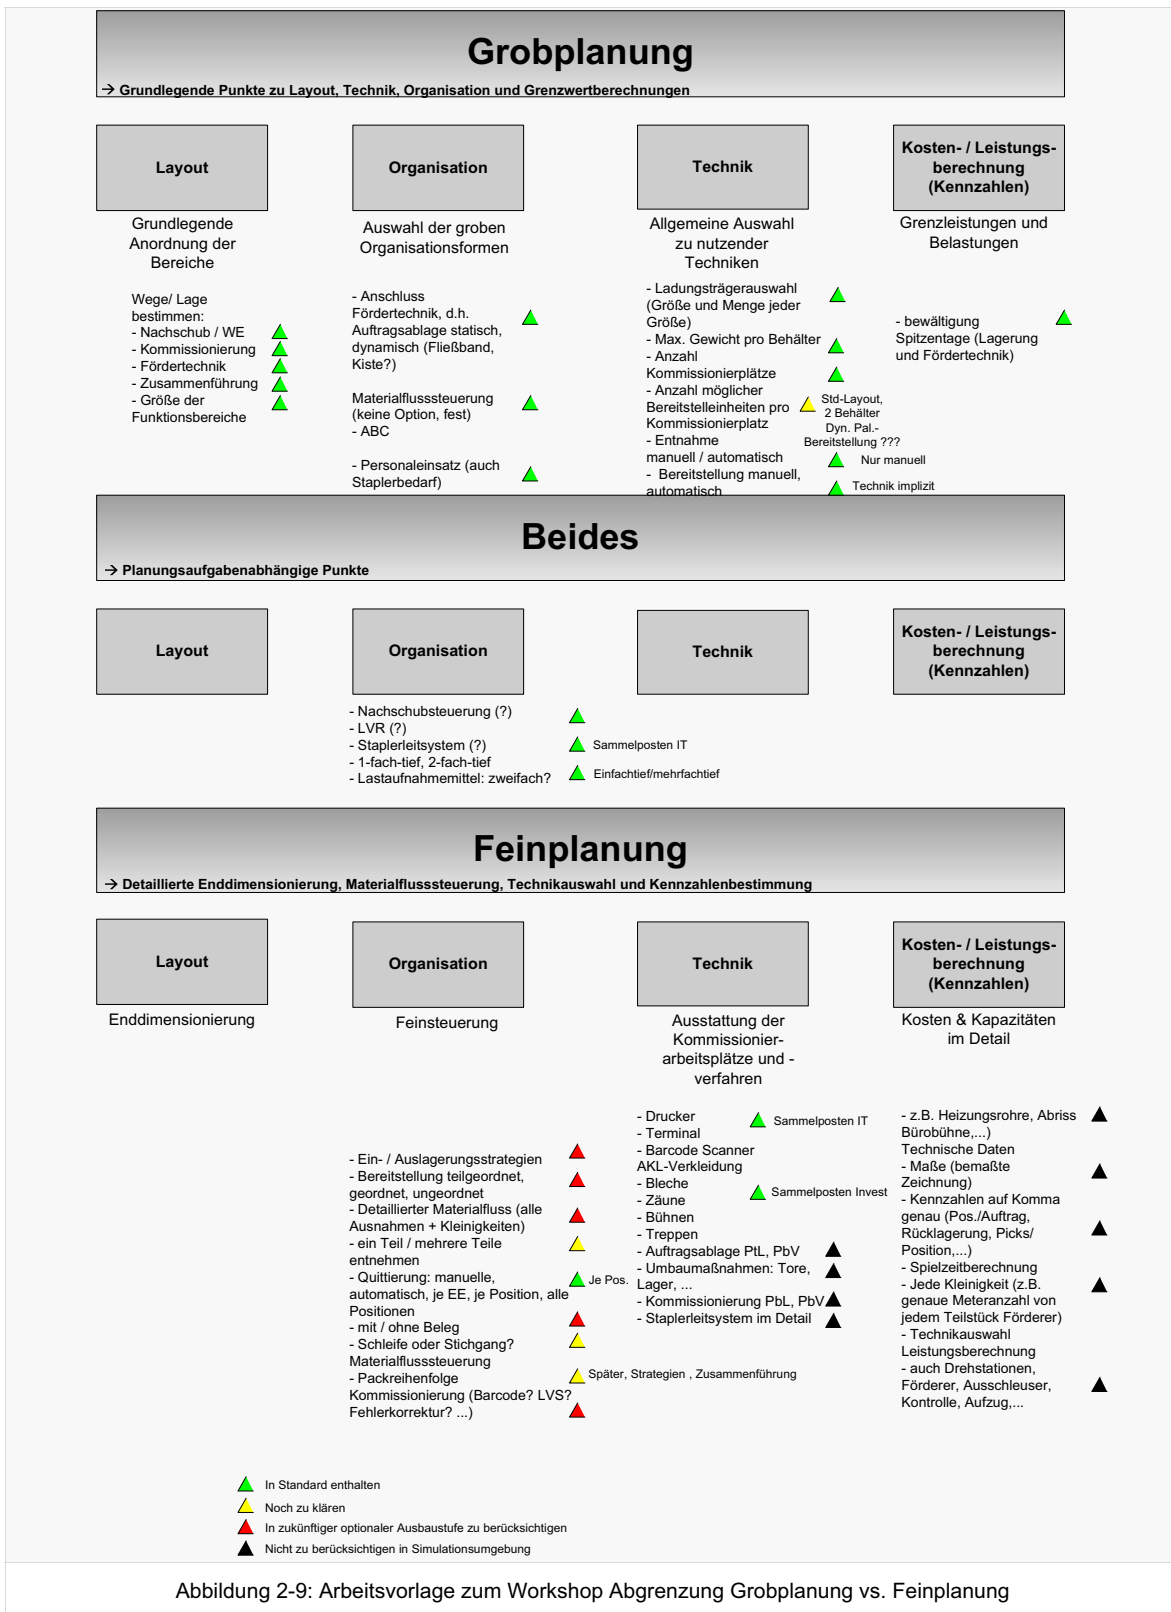 Grobplanung
→ Grundlegende Punkte zu Layout, Technik, Organisation und Grenzwertberechnungen
Layout
Grundlegende
Anordnung der
Bereiche
Wege/ Lage
bestimmen:
- Nachschub / WE
- Kommissionierung
- Fördertechnik
- Zusammenführung
- Größe der
Funktionsbereiche
Organisation
Auswahl der groben
Organisationsformen
- Anschluss
Fördertechnik, d.h.
Auftragsablage statisch,
dynamisch (Fließband,
Kiste?)
Materialflusssteuerung
(keine Option, fest)
- ABC
- Personaleinsatz (auch
Staplerbedarf)
Technik
Allgemeine Auswahl
zu nutzender
Techniken
- Ladungsträgerauswahl
(Größe und Menge jeder
Größe)
- Max. Gewicht pro Behälter
- Anzahl
Kommissionierplätze
- Anzahl möglicher
Bereitstelleinheiten pro
Kommissionierplatz
- Entnahme
manuell / automatisch
- Bereitstellung manuell,
automatisch
Std-Layout,
2 Behälter
Dyn. Pal.-
Bereitstellung ???
Nur manuell
Technik implizit
Kosten- / Leistungs-
berechnung
(Kennzahlen)
Grenzleistungen und
Belastungen
- bewältigung
Spitzentage (Lagerung
und Fördertechnik)
Beides
→ Planungsaufgabenabhängige Punkte
Layout
Organisation
- Nachschubsteuerung (?)
- LVR (?)
- Staplerleitsystem (?)
- 1-fach-tief, 2-fach-tief
- Lastaufnahmemittel: zweifach?
Sammelposten IT
Einfachtief/mehrfachtief
Technik
Kosten- / Leistungs-
berechnung
(Kennzahlen)
Feinplanung
→ Detaillierte Enddimensionierung, Materialflusssteuerung, Technikauswahl und Kennzahlenbestimmung
Layout
Enddimensionierung
Organisation
Feinsteuerung
- Ein- / Auslagerungsstrategien
- Bereitstellung teilgeordnet,
geordnet, ungeordnet
- Detaillierter Materialfluss (alle
Ausnahmen + Kleinigkeiten)
- ein Teil / mehrere Teile
entnehmen
- Quittierung: manuelle,
automatisch, je EE, je Position, alle
Positionen
- mit / ohne Beleg
- Schleife oder Stichgang?
Materialflusssteuerung
- Packreihenfolge
Kommissionierung (Barcode? LVS?
Fehlerkorrektur? ...)
Je Pos.
Später, Strategien , Zusammenführung
Technik
Ausstattung der
Kommissionier-
arbeitsplätze und -
verfahren
- Drucker
- Terminal
- Barcode Scanner
AKL-Verkleidung
- Bleche
- Zäune
- Bühnen
- Treppen
- Auftragsablage PtL, PbV
- Umbaumaßnahmen: Tore,
Lager, ...
- Kommissionierung PbL, PbV
- Staplerleitsystem im Detail
Sammelposten IT
Sammelposten Invest
Kosten- / Leistungs-
berechnung
(Kennzahlen)
Kosten & Kapazitäten
im Detail
- z.B. Heizungsrohre, Abriss
Bürobühne,...)
Technische Daten
- Maße (bemaßte
Zeichnung)
- Kennzahlen auf Komma
genau (Pos./Auftrag,
Rücklagerung, Picks/
Position,...)
- Spielzeitberechnung
- Jede Kleinigkeit (z.B.
genaue Meteranzahl von
jedem Teilstück Förderer)
- Technikauswahl
Leistungsberechnung
- auch Drehstationen,
Förderer, Ausschleuser,
Kontrolle, Aufzug,...
In Standard enthalten
Noch zu klären
In zukünftiger optionaler Ausbaustufe zu berücksichtigen
Nicht zu berücksichtigen in Simulationsumgebung
Abbildung 2-9: Arbeitsvorlage zum Workshop Abgrenzung Grobplanung vs. Feinplanung